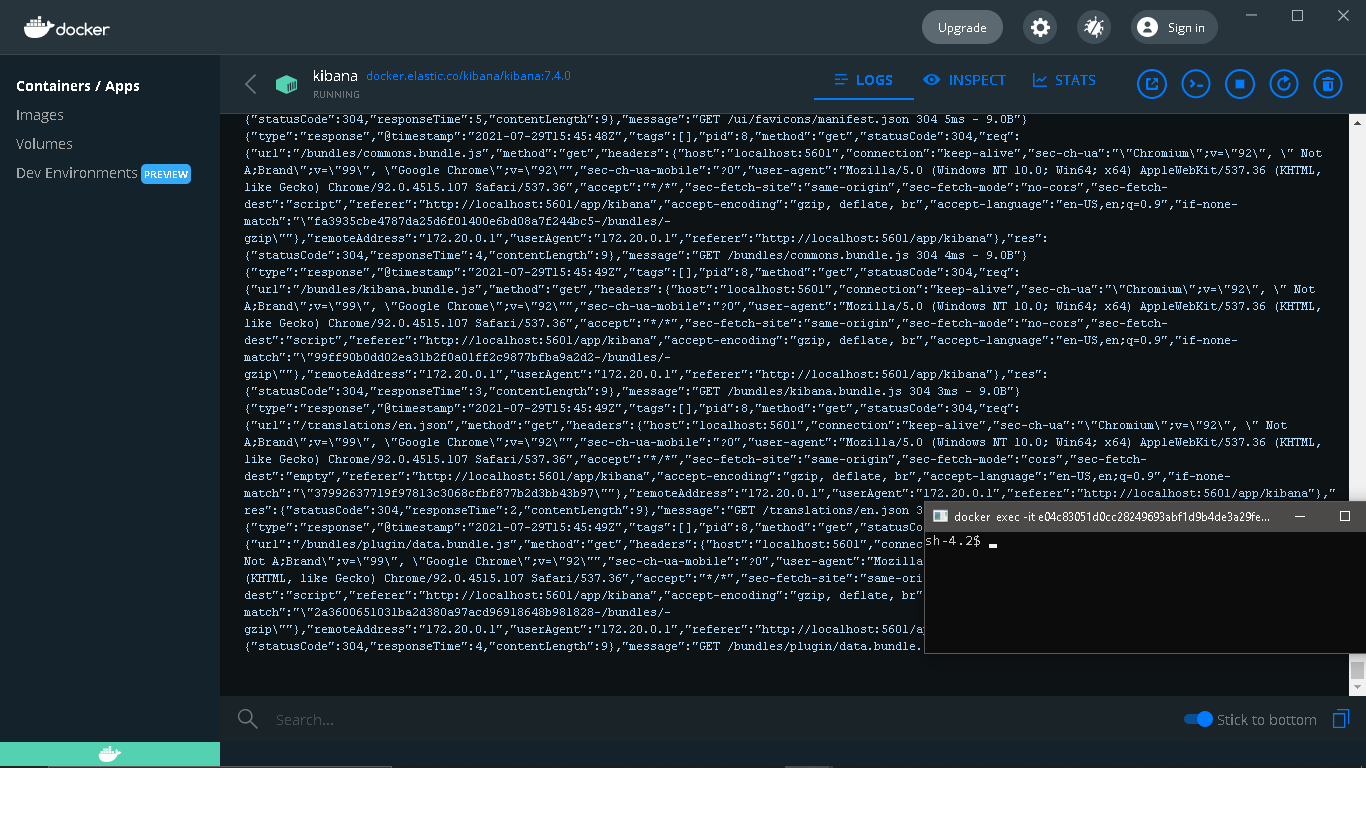 docker
Upgrade
Sign in
Containers / Apps
Images
Volumes
Dev Environments PREVIEW
kibana docker.elastic.co/kibana/kibana:7.4.0
RUNNING
LOGS
INSPECT
STATS
{"statusCode":304,"responseTime":5,"contentLength":9},"message":"GET /ui/favicons/manifest.json 304 5ms - 9.0B"}
{"type":"response","@timestamp":"2021-07-29T15:45:48Z","tags":[],"pid":8,"method":"get","statusCode":304,"req":
{"url":"/bundles/commons.bundle.js","method":"get","headers":{"host":"localhost:5601","connection":"keep-alive","sec-ch-ua":"\"Chromium\";v=\"92\", \" Not
A;Brand\";v=\"99\", \"Google Chrome\";v=\"92\"","sec-ch-ua-mobile":"?0","user-agent":"Mozilla/5.0 (Windows NT 10.0; Win64; x64) AppleWebKit/537.36 (KHTML,
like Gecko) Chrome/92.0.4515.107 Safari/537.36","accept":"*/*","sec-fetch-site":"same-origin","sec-fetch-mode":"no-cors","sec-fetch-
dest":"script","referer":"http://localhost:5601/app/kibana","accept-encoding":"gzip, deflate, br","accept-language":"en-US,en;q=0.9","if-none-
match":"\"fa3935cbe4787da25d6f01400e6bd08a7f244bc5-/bundles/-
gzip\""},"remoteAddress":"172.20.0.1","userAgent":"172.20.0.1","referer":"http://localhost:5601/app/kibana"},"res":
{"statusCode":304,"responseTime":4,"contentLength":9},"message":"GET /bundles/commons.bundle.js 304 4ms - 9.0B"}
{"type":"response","@timestamp":"2021-07-29T15:45:49Z","tags":[],"pid":8,"method":"get","statusCode":304,"req":
{"url":"/bundles/kibana.bundle.js","method":"get","headers":{"host":"localhost:5601","connection":"keep-alive","sec-ch-ua":"\"Chromium\";v=\"92\", \" Not
A;Brand\";v=\"99\", \"Google Chrome\";v=\"92\"","sec-ch-ua-mobile":"?0","user-agent":"Mozilla/5.0 (Windows NT 10.0; Win64; x64) AppleWebKit/537.36 (KHTML,
like Gecko) Chrome/92.0.4515.107 Safari/537.36","accept":"*/*","sec-fetch-site":"same-origin","sec-fetch-mode":"no-cors","sec-fetch-
dest":"script","referer":"http://localhost:5601/app/kibana","accept-encoding":"gzip, deflate, br","accept-language":"en-US,en;q=0.9","if-none-
match":"\"99ff90b0dd02ea31b2f0a01ff2c9877bfba9a2d2-/bundles/-
gzip\""},"remoteAddress":"172.20.0.1","userAgent":"172.20.0.1","referer":"http://localhost:5601/app/kibana"},"res":
{"statusCode":304,"responseTime":3,"contentLength":9},"message":"GET /bundles/kibana.bundle.js 304 3ms - 9.0B"}
{"type":"response","@timestamp":"2021-07-29T15:45:49Z","tags":[],"pid":8,"method":"get","statusCode":304,"req":
{"url":"/translations/en.json","method":"get","headers":{"host":"localhost:5601","connection":"keep-alive","sec-ch-ua":"\"Chromium\";v=\"92\", \" Not
A;Brand\";v=\"99\", \"Google Chrome\";v=\"92\"","sec-ch-ua-mobile":"?0","user-agent":"Mozilla/5.0 (Windows NT 10.0; Win64; x64) AppleWebKit/537.36 (KHTML,
like Gecko) Chrome/92.0.4515.107 Safari/537.36","accept":"*/*","sec-fetch-site":"same-origin","sec-fetch-mode":"cors","sec-fetch-
dest":"empty","referer":"http://localhost:5601/app/kibana","accept-encoding":"gzip, deflate, br","accept-language":"en-US,en;q=0.9","if-none-
match":"\"37992637719f97813c3068cfbf877b2d3bb43b97\""},"remoteAddress":"172.20.0.1","userAgent":"172.20.0.1","referer":"http://localhost:5601/app/kibana"},"
res":{"statusCode":304,"responseTime":2,"contentLength":9},"message":"GET /translations/en.json 3
{"type":"response","@timestamp":"2021-07-29T15:45:49Z","tags":[],"pid":8,"method":"get","statusCo
{"url":"/bundles/plugin/data.bundle.js","method":"get","headers":{"host":"localhost:5601","connec
Not A;Brand\";v=\"99\", \"Google Chrome\";v=\"92\"","sec-ch-ua-mobile":"?0","user-agent":"Mozilla
(KHTML, like Gecko) Chrome/92.0.4515.107 Safari/537.36","accept":"*/*","sec-fetch-site":"same-ori
dest":"script","referer":"http://localhost:5601/app/kibana","accept-encoding":"gzip, deflate, br"
match":"\"2a3600651031ba2d380a97acd96918648b981828-/bundles/-
gzip\""},"remoteAddress":"172.20.0.1","userAgent":"172.20.0.1","referer":"http://localhost:5601/a
{"statusCode":304,"responseTime":4,"contentLength":9},"message":"GET /bundles/plugin/data.bundle.
docker exec -it e04c83051d0cc28249693abf1d9b4de3a29fe...
sh-4.2$
Search...
Stick to bottom